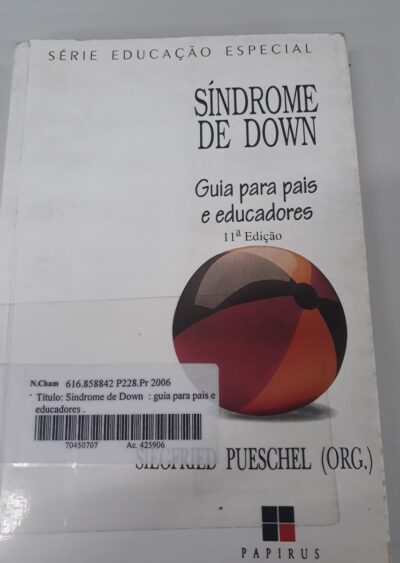 SÉRIE EDUCAÇÃO ESPECIAL
SÍNDROME
DE DOWN
Guia para pais
e educadores
11ª Edição
N.Cham 616.858842 P228.Pr 2006
Título: Síndrome de Down : guia para pais e
educadores .
70450707 Ac. 425906
SIEGFRIED PUESCHEL (ORG.)
PAPIRUS